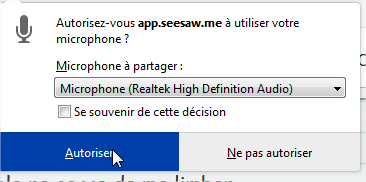 Autorisez-vous app.seesaw.me à utiliser votre
microphone ?
Microphone à partager :
Microphone (Realtek High Definition Audio)
Se souvenir de cette décision
Autoriser Ne pas autoriser